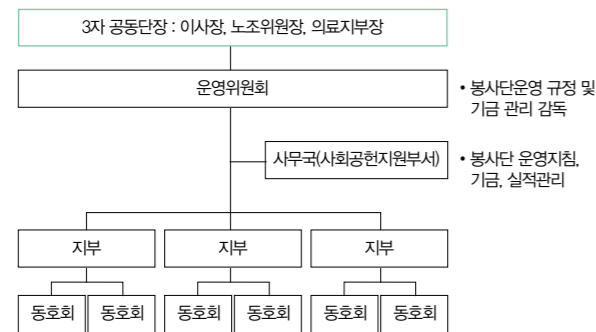 3자 공동단장 : 이사장, 노조위원장, 의료지부장
운영위원회
• 봉사단운영 규정 및
기금 관리 감독
사무국(사회공헌지원부서)
• 봉사단 운영지침,
기금, 실적관리
지부
지부
지부
동호회
동호회
동호회
동호회
동호회
동호회